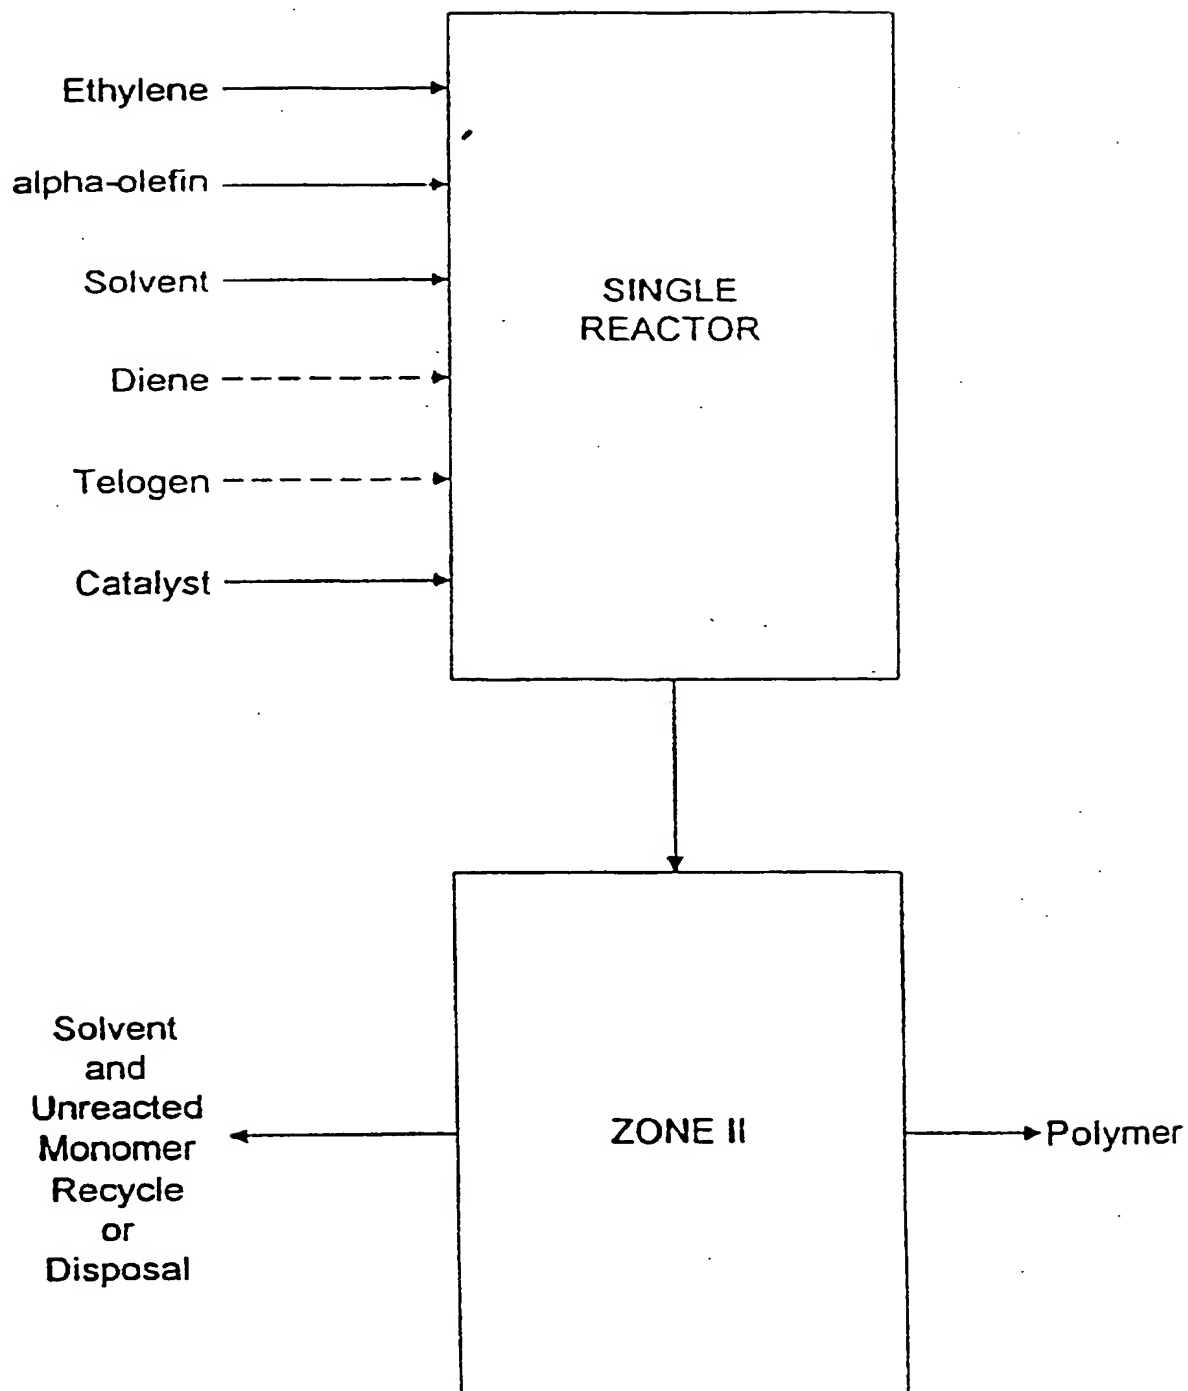 Ethylene
alpha-olefin
Solvent
Diene
Telogen
Catalyst
SINGLE
REACTOR
Solvent
and
Unreacted
Monomer
Recycle
or
Disposal
ZONE II
Polymer